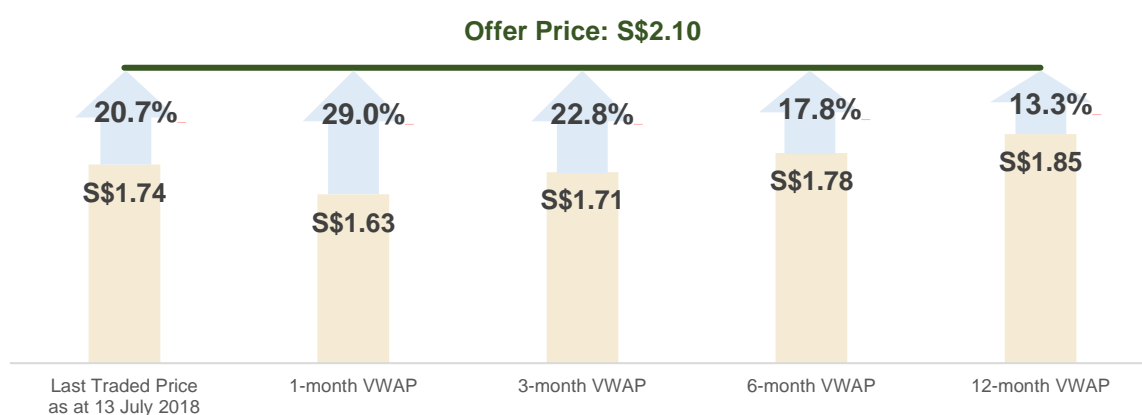 Offer Price: S$2.10
20.7%
29.0%
22.8%
17.8%
13.3%
S$1.74
S$1.63
S$1.71
S$1.78
S$1.85
Last Traded Price
as at 13 July 2018
1-month VWAP
3-month VWAP
6-month VWAP
12-month VWAP